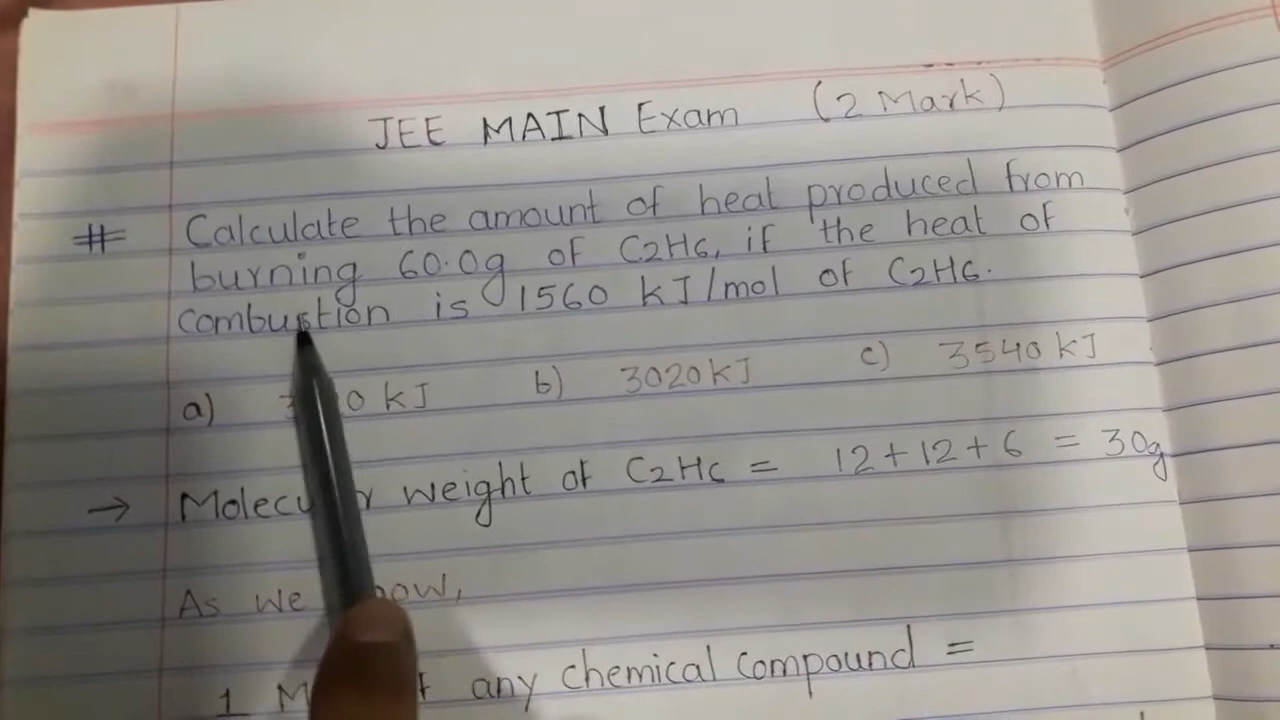 JEE MAIN Exam (2 Mark)
# Calculate the amount of heat produced from
burning 60.0g of C2H6, if the heat of
combustion is 1560 kJ/mol of C2H6.
a) 0 kJ b) 3020 kJ c) 3540 kJ
→ weight of C2H6 = 12+12+6 = 30g
As we
1 any chemical compound =